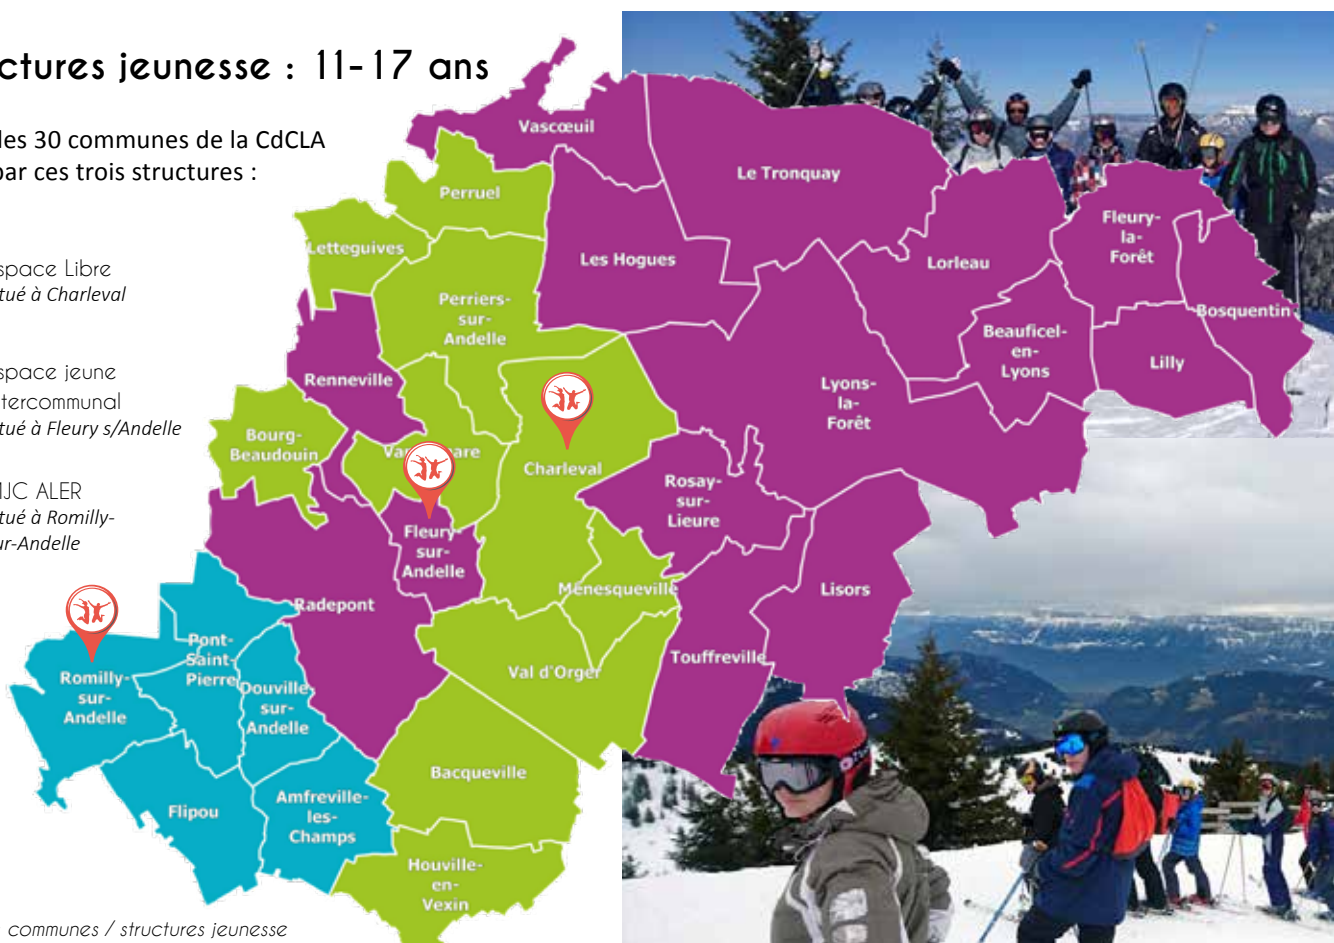 ctures jeunesse : 11-17 ans
les 30 communes de la CdCLA
par ces trois structures :
space Libre
tué à Charleval
space jeune
ntercommunal
tué à Fleury s/Andelle
MJC ALER
tué à Romilly-
ur-Andelle
Vascœuil
Le Tronquay
Perruel
Letteguives
Les Hogues
Fleury-
la-
Forêt
Lorleau
Bosquentin
Perriers-
sur-
Andelle
Beauficel-
en-
Lyons
Lilly
Renneville
Lyons-
la-
Forêt
Bourg-
Beaudouin
Charleval
Rosay-
sur-
Lieure
Fleury-
sur-
Andelle
Ménesqueville
Lisors
Radepont
Touffreville
Val d'Orger
Pont-
Saint-
Pierre
Romilly-
sur-
Andelle
Douville-
sur-
Andelle
Bacqueville
Flipou
Amfreville-
les-
Champs
Houville-
en-
Vexin
communes / structures jeunesse